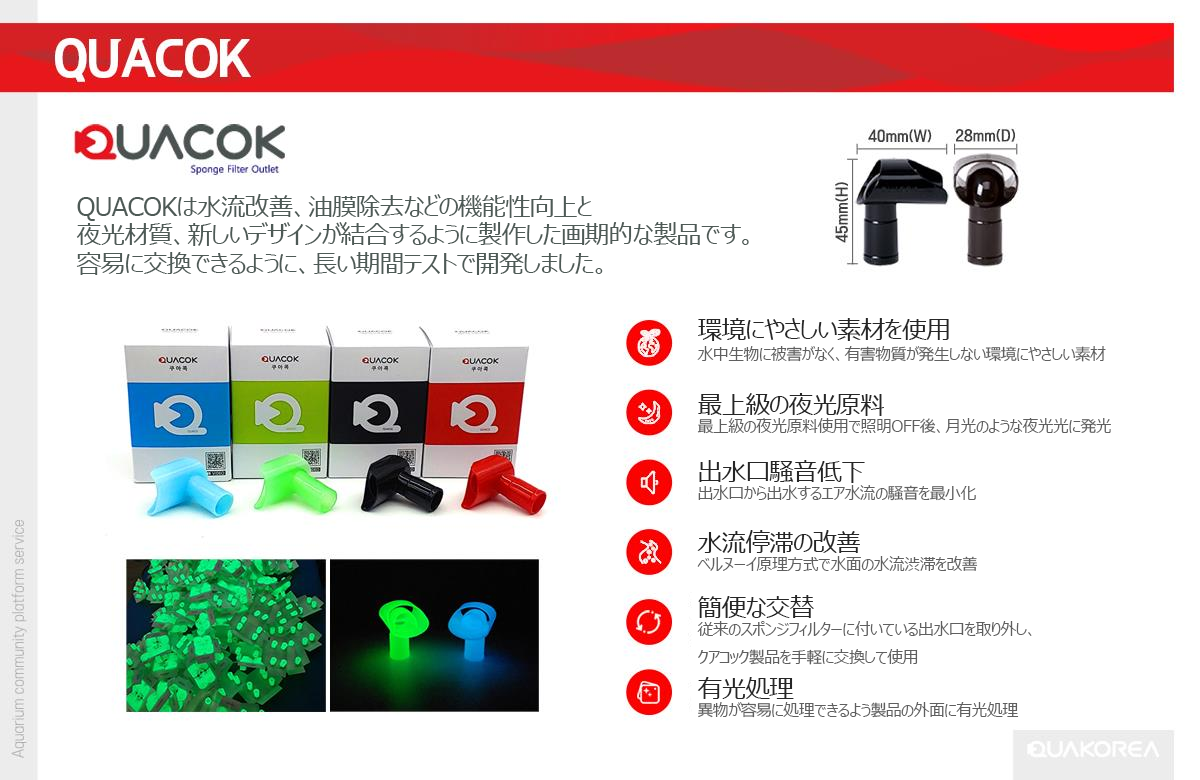 QUACOK
QUACOK
Sponge Filter Outlet
40mm(W)
28mm(D)
45mm(H)
QUACOKは水流改善、油膜除去などの機能性向上と
夜光材質、新しいデザインが結合するように製作した画期的な製品です。
容易に交換できるように、長い期間テストで開発しました。
QUACOK
쿠아콕
QUACOK
쿠아콕
QUACOK
쿠아콕
QUACOK
쿠아콕
環境にやさしい素材を使用
水中生物に被害がなく、有害物質が発生しない環境にやさしい素材
最上級の夜光原料
最上級の夜光原料使用で照明OFF後、月光のような夜光光に発光
出水口騒音低下
出水口から出水するエア水流の騒音を最小化
水流停滞の改善
ベルヌーイ原理方式で水面の水流渋滞を改善
簡便な交替
従来のスポンジフィルターに付いている出水口を取り外し、
クアコック製品を手軽に交換して使用
有光処理
異物が容易に処理できるよう製品の外面に有光処理
Aquarium community platform service
QUAKOREA